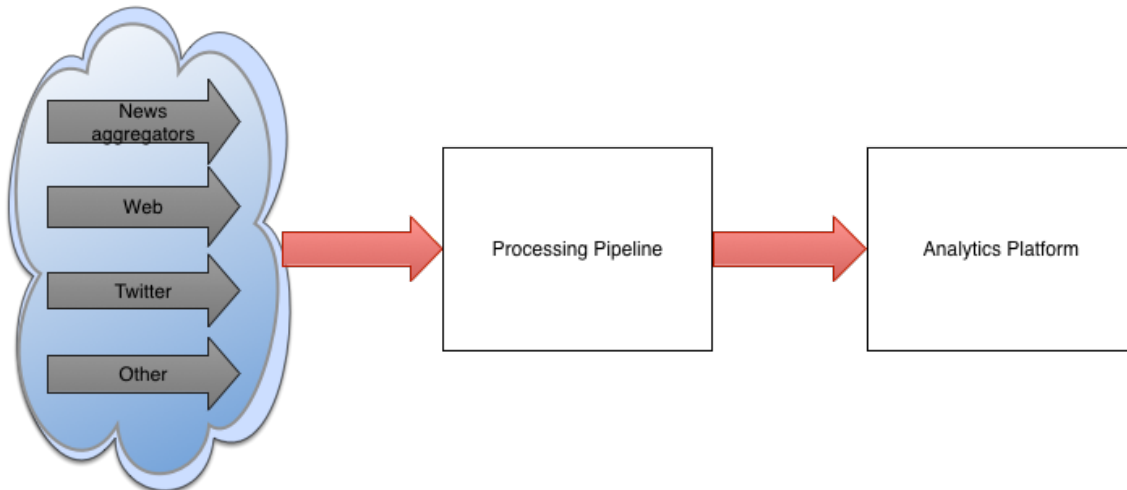 News
aggregators
Web
Twitter
Other
Processing Pipeline
Analytics Platform